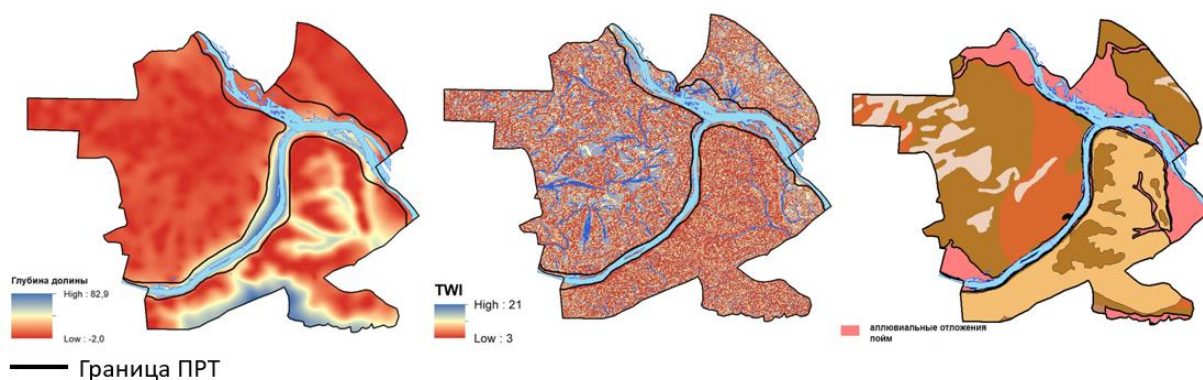 Глубина долины
High : 82,9
Low : -2,0
TWI
High : 21
Low : 3
аллювиальные отложения
пойм
Граница ПРТ